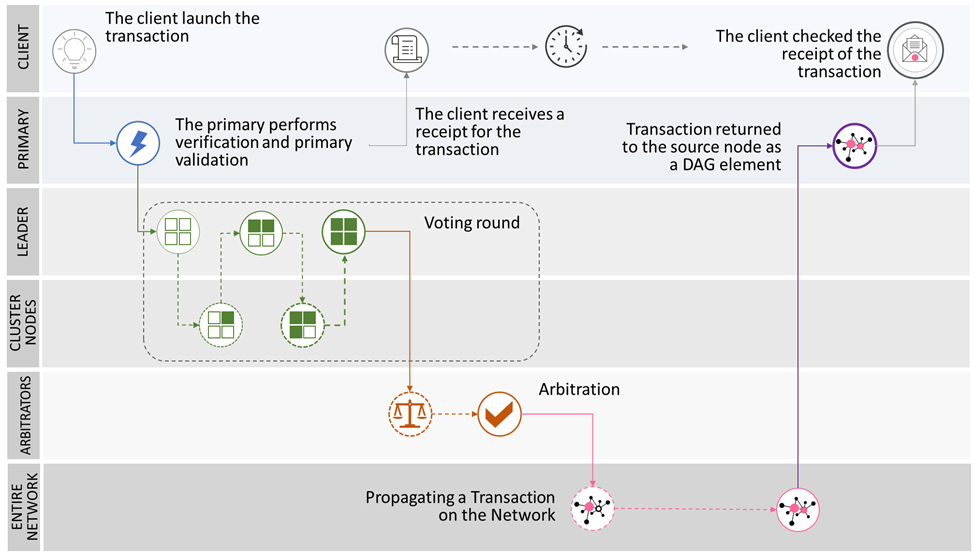 CLIENT
The client launch the
transaction
The client checked the
receipt of the
transaction
PRIMARY
The primary performs
verification and primary
validation
The client receives a
receipt for the
transaction
Transaction returned
to the source node as
a DAG element
LEADER
Voting round
CLUSTER
NODES
ARBITRATORS
Arbitration
ENTIRE
NETWORK
Propagating a Transaction
on the Network